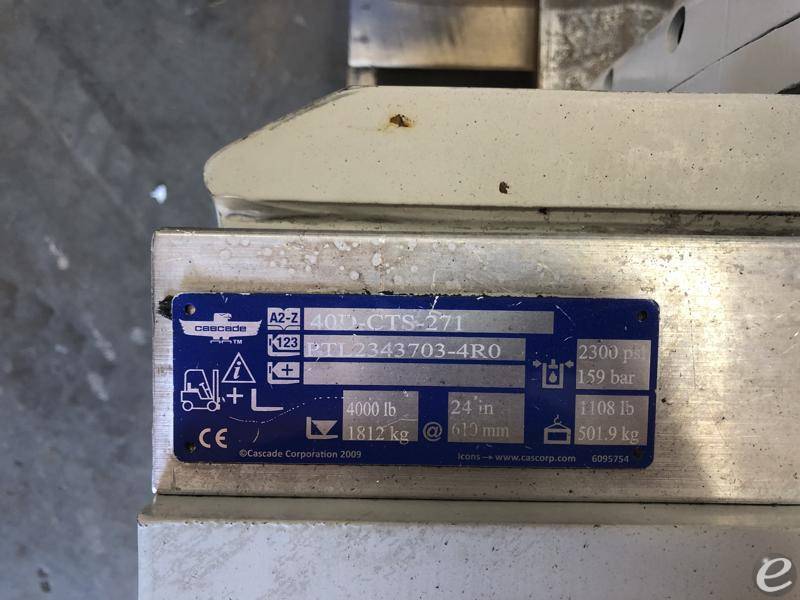 cascade ™
A2-Z 40D-CTS-271
123 PTL2343703-4R0
+
2300 psi
159 bar
4000 lb
1812 kg
@
24 in
610 mm
1108 lb
501.9 kg
CE
©Cascade Corporation 2009
icons → www.cascorp.com
6095754
e